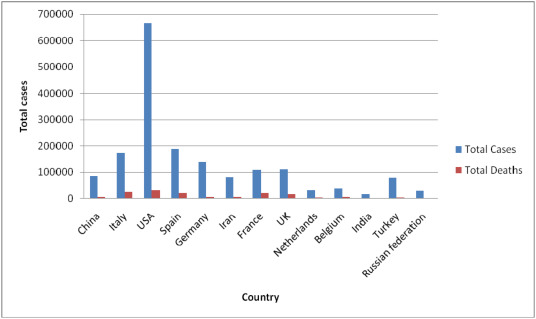 700000
600000
500000
400000
300000
200000
100000
0
Total cases
China
Italy
USA
Spain
Germany
Iran
France
UK
Netherlands
Belgium
India
Turkey
Russian federation
Country
Total Cases
Total Deaths